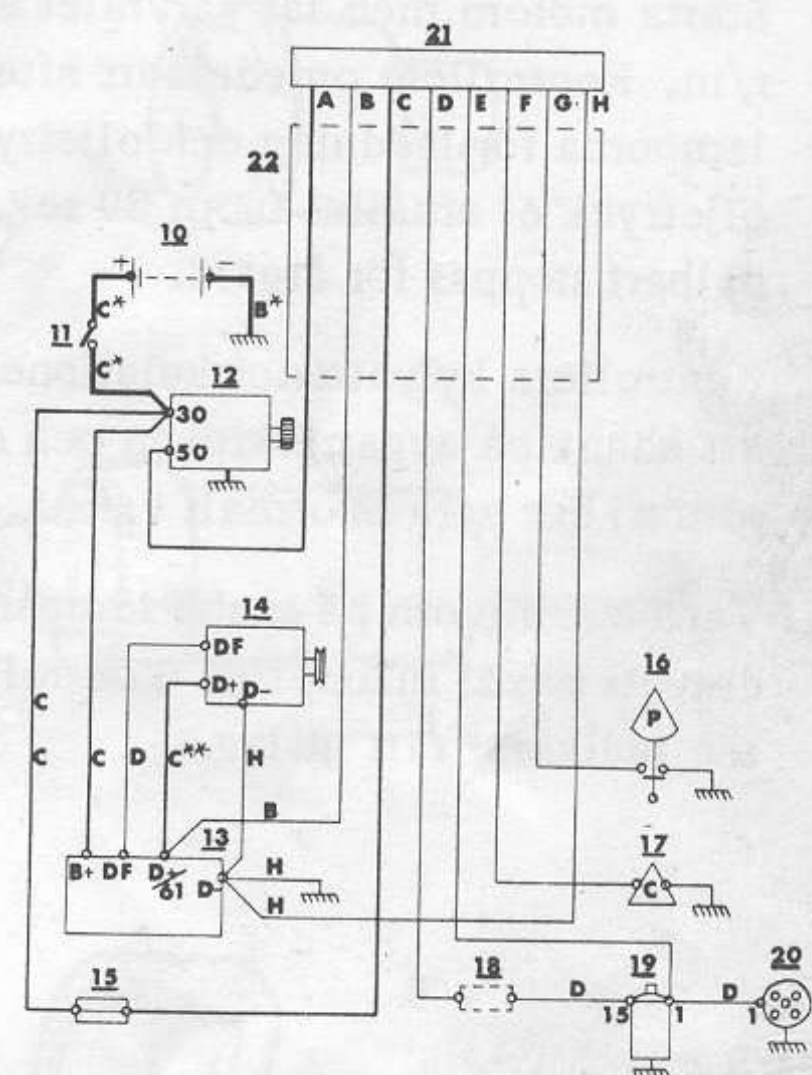 21
A B C D E F G H
22
10
+ -
C*
B*
11
C*
12
30
50
14
DF
D+ D-
16
P
C
C C D C** H
B
13
17
B+ DF D+ D-
61
H
C
H
15
18
19
20
D
D
15 1 1